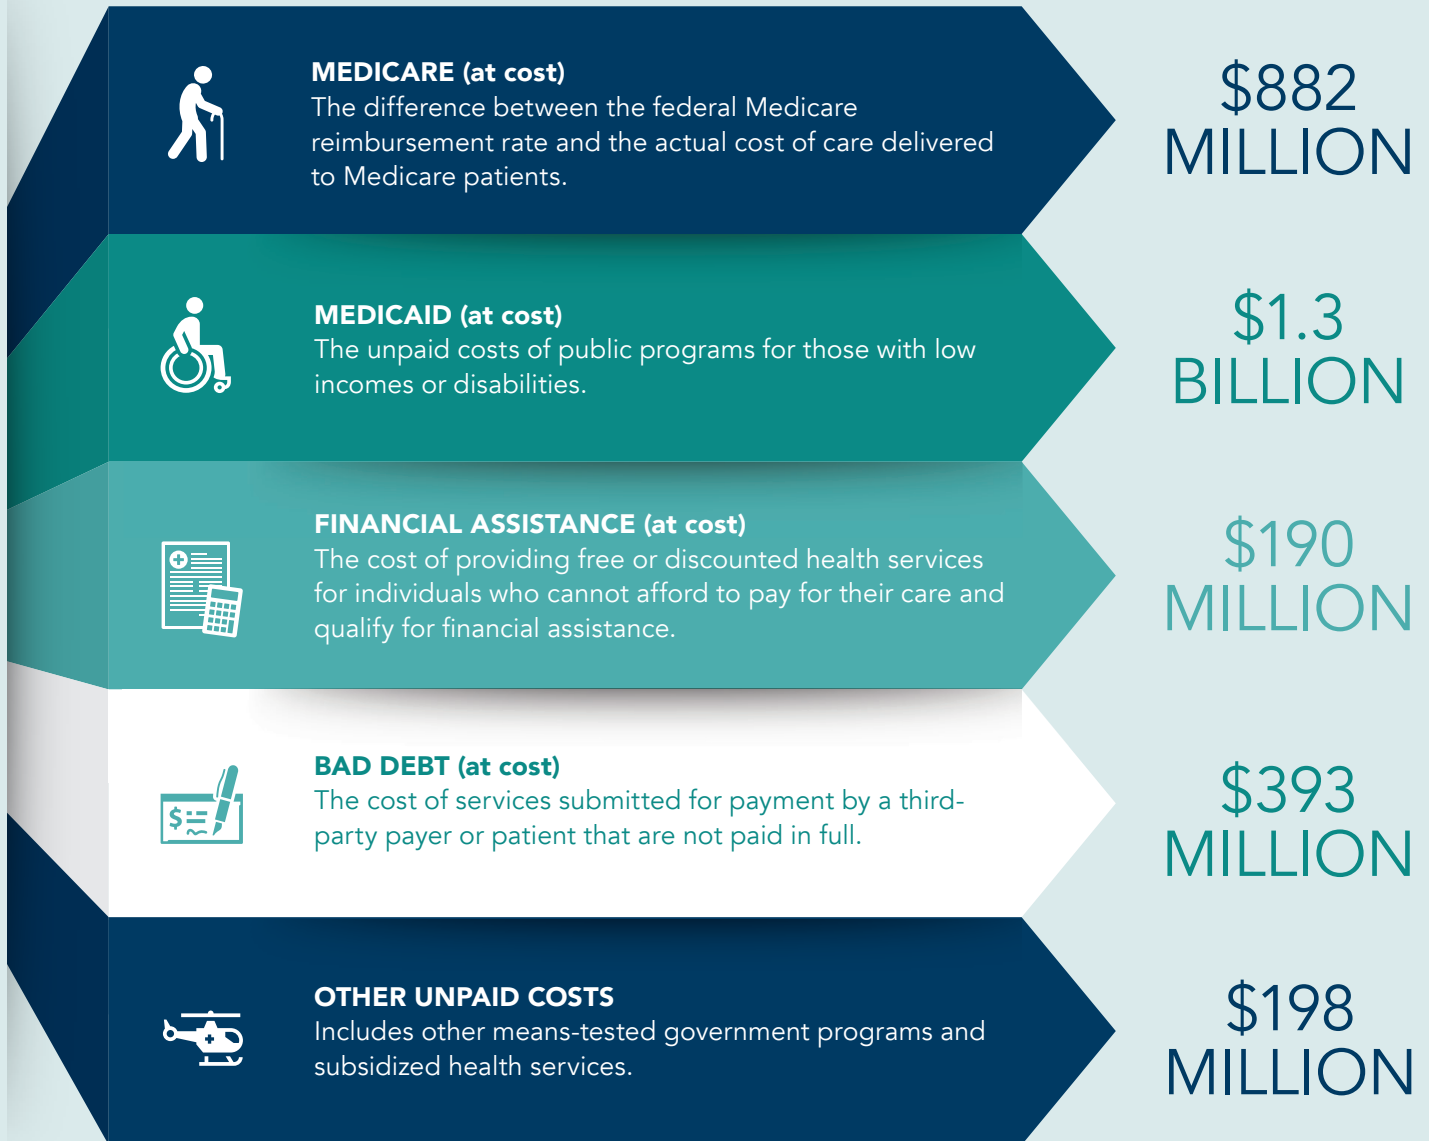 MEDICARE (at cost)
The difference between the federal Medicare
reimbursement rate and the actual cost of care delivered
to Medicare patients.
$882
MILLION
MEDICAID (at cost)
The unpaid costs of public programs for those with low
incomes or disabilities.
$1.3
BILLION
FINANCIAL ASSISTANCE (at cost)
The cost of providing free or discounted health services
for individuals who cannot afford to pay for their care and
qualify for financial assistance.
$190
MILLION
BAD DEBT (at cost)
The cost of services submitted for payment by a third-
party payer or patient that are not paid in full.
$393
MILLION
$
OTHER UNPAID COSTS
Includes other means-tested government programs and
subsidized health services.
$198
MILLION